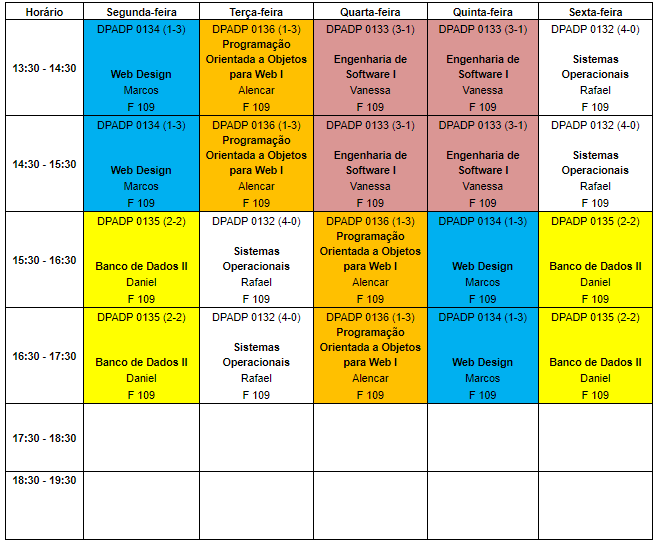 Horário Segunda-feira Terça-feira Quarta-feira Quinta-feira Sexta-feira
13:30 - 14:30
DPADP 0134 (1-3)
Web Design
Marcos
F 109
DPADP 0136 (1-3)
Programação
Orientada a Objetos
para Web I
Alencar
F 109
DPADP 0133 (3-1)
Engenharia de
Software I
Vanessa
F 109
DPADP 0133 (3-1)
Engenharia de
Software I
Vanessa
F 109
DPADP 0132 (4-0)
Sistemas
Operacionais
Rafael
F 109
14:30 - 15:30
DPADP 0134 (1-3)
Web Design
Marcos
F 109
DPADP 0136 (1-3)
Programação
Orientada a Objetos
para Web I
Alencar
F 109
DPADP 0133 (3-1)
Engenharia de
Software I
Vanessa
F 109
DPADP 0133 (3-1)
Engenharia de
Software I
Vanessa
F 109
DPADP 0132 (4-0)
Sistemas
Operacionais
Rafael
F 109
15:30 - 16:30
DPADP 0135 (2-2)
Banco de Dados II
Daniel
F 109
DPADP 0132 (4-0)
Sistemas
Operacionais
Rafael
F 109
DPADP 0136 (1-3)
Programação
Orientada a Objetos
para Web I
Alencar
F 109
DPADP 0134 (1-3)
Web Design
Marcos
F 109
DPADP 0135 (2-2)
Banco de Dados II
Daniel
F 109
16:30 - 17:30
DPADP 0135 (2-2)
Banco de Dados II
Daniel
F 109
DPADP 0132 (4-0)
Sistemas
Operacionais
Rafael
F 109
DPADP 0136 (1-3)
Programação
Orientada a Objetos
para Web I
Alencar
F 109
DPADP 0134 (1-3)
Web Design
Marcos
F 109
DPADP 0135 (2-2)
Banco de Dados II
Daniel
F 109
17:30 - 18:30
18:30 - 19:30